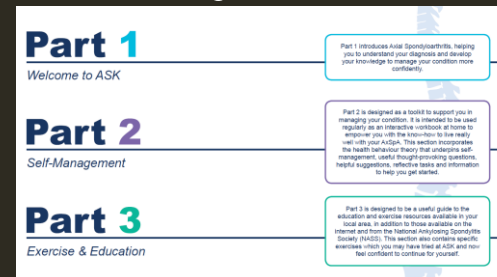 Part 1
Welcome to ASK
Part 1 introduces Axial Spondyloarthritis, helping
you to understand your diagnosis and develop
your knowledge to manage your condition more
confidently.
Part 2
Self-Management
Part 2 is designed as a toolkit to support you in
managing your condition. It is intended to be used
regularly as an interactive workbook at home to
empower you with the know-how to live really
well with your AxSpA. This section incorporates
the health behaviour theory that underpins self-
management, useful thought-provoking questions,
helpful suggestions, reflective tasks and information
to help you get started.
Part 3
Exercise & Education
Part 3 is designed to be a useful guide to the
education and exercise resources available in your
local area, in addition to those available on the
internet and from the National Ankylosing Spondylitis
Society (NASS). This section also contains specific
exercises which you may have tried at ASK and now
feel confident to continue for yourself.